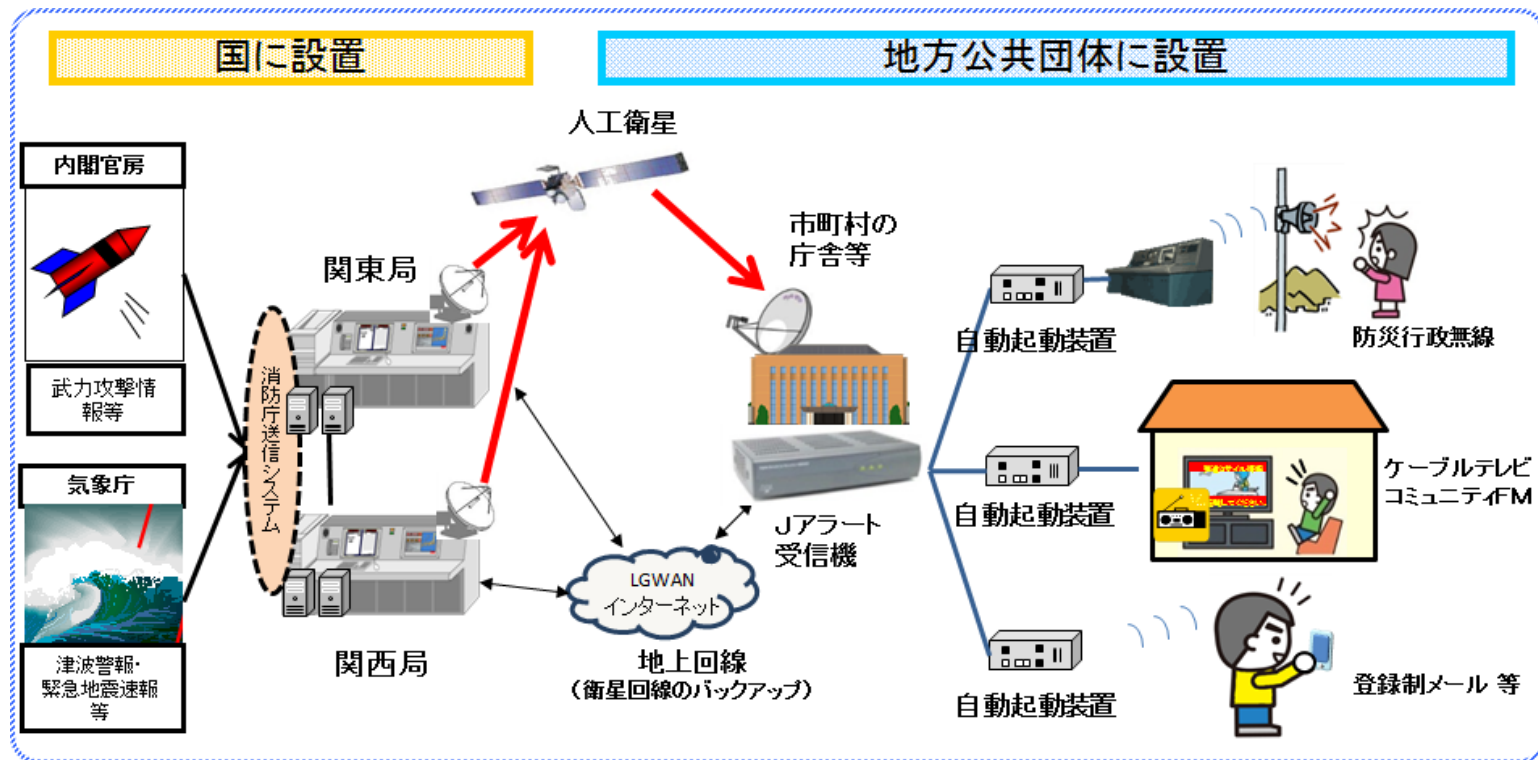 国に設置
地方公共団体に設置
人工衛星
内閣官房
武力攻撃情
報等
気象庁
津波警報・
緊急地震速報
等
消防庁送信システム
関東局
関西局
市町村の
庁舎等
Jアラート
受信機
LGWAN
インターネット
地上回線
（衛星回線のバックアップ）
自動起動装置
防災行政無線
自動起動装置
ケーブルテレビ
コミュニティFM
自動起動装置
登録制メール 等